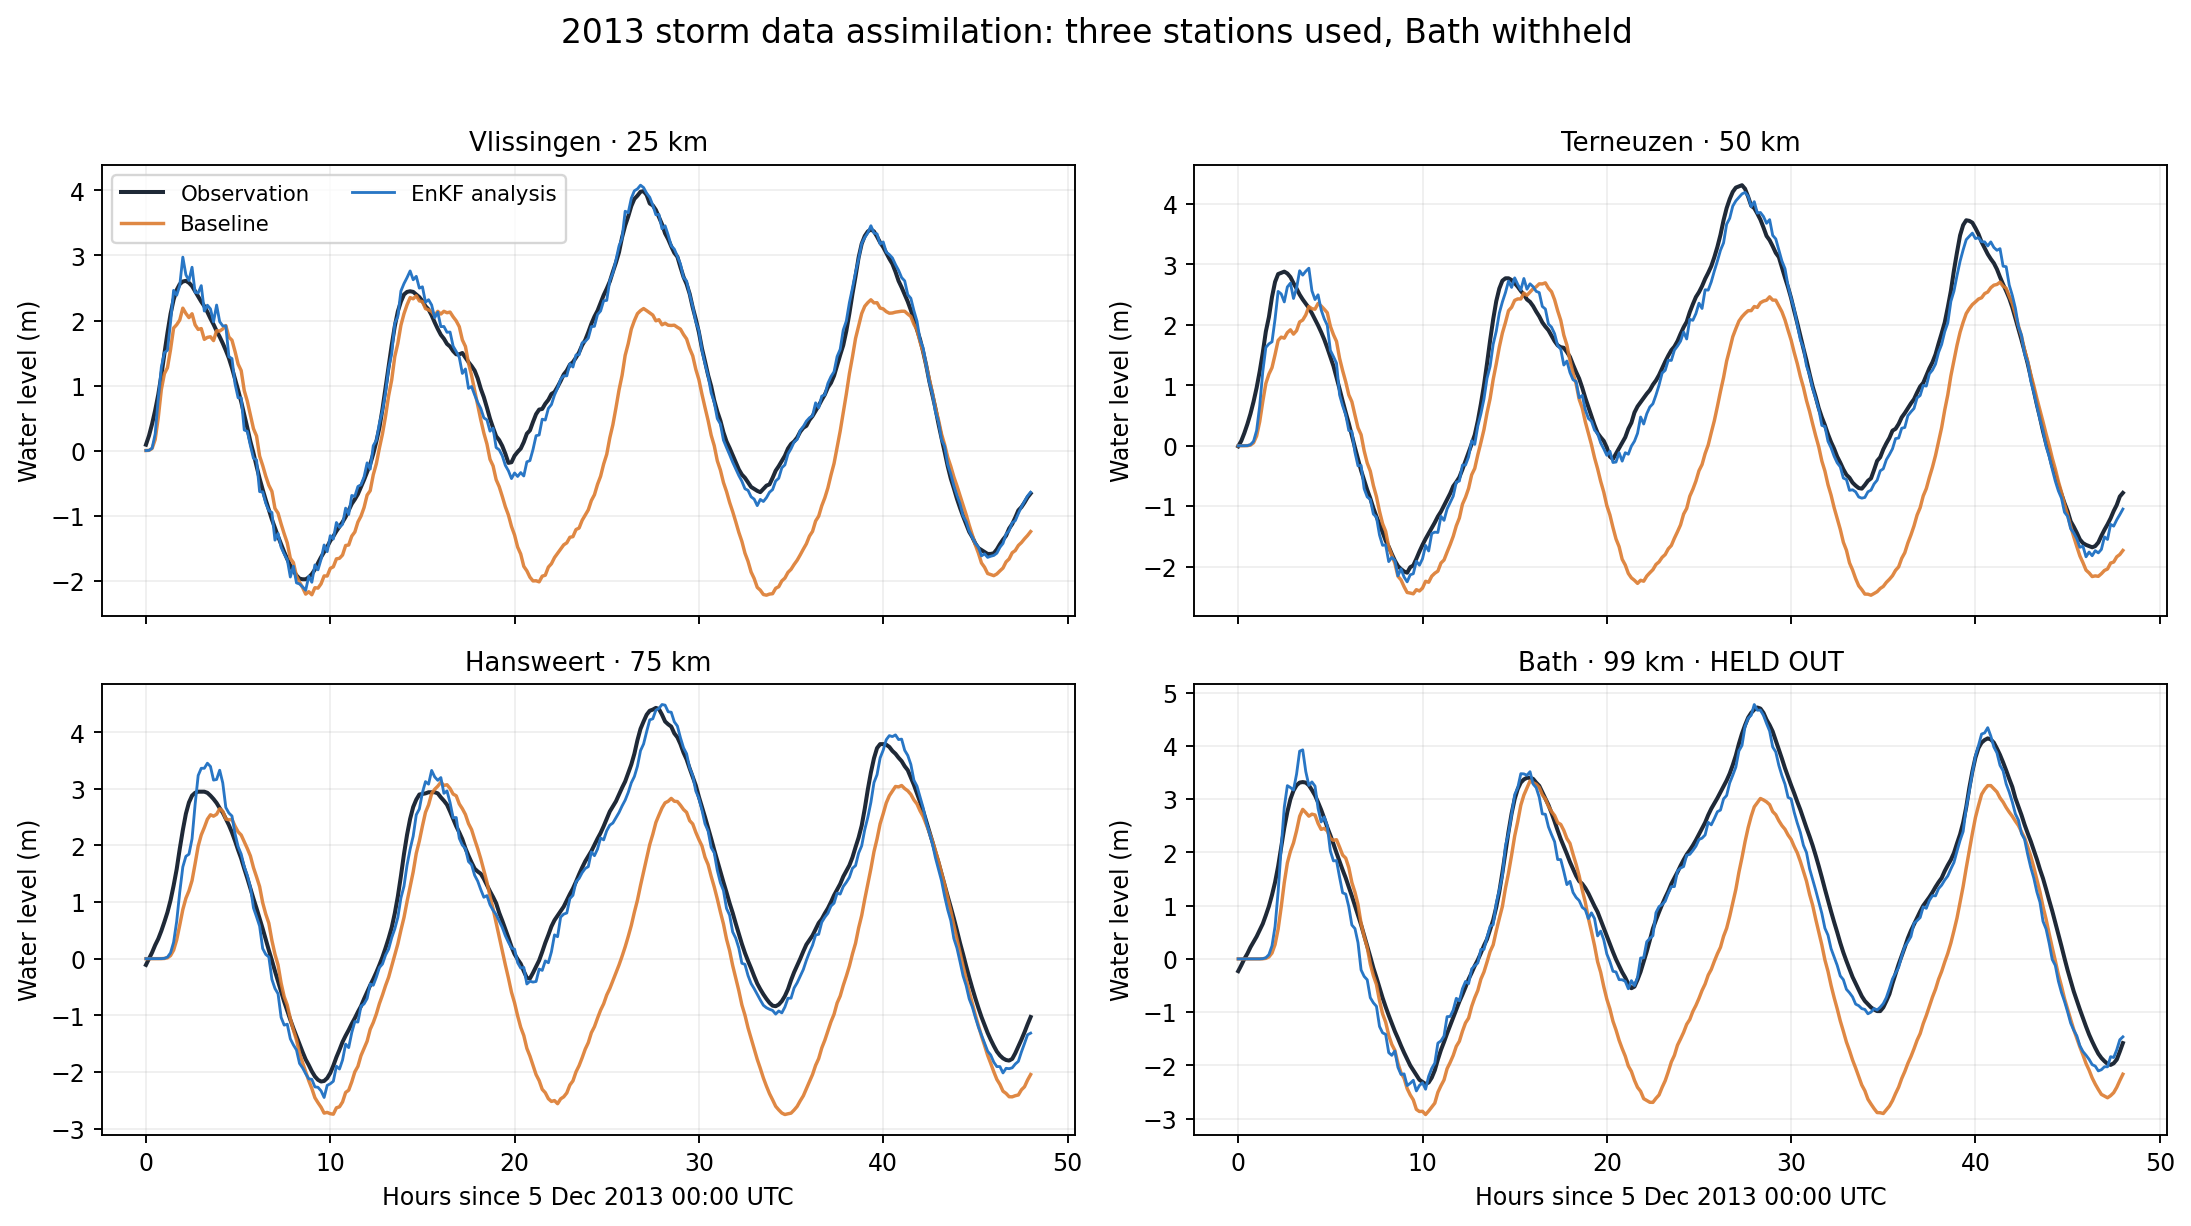 2013 storm data assimilation: three stations used, Bath withheld
Vlissingen · 25 km
Observation
EnKF analysis
Baseline
Water level (m)
4
3
2
1
0
−1
−2
Terneuzen · 50 km
Water level (m)
4
3
2
1
0
−1
−2
Hansweert · 75 km
Water level (m)
4
3
2
1
0
−1
−2
−3
0 10 20 30 40 50
Hours since 5 Dec 2013 00:00 UTC
Bath · 99 km · HELD OUT
Water level (m)
5
4
3
2
1
0
−1
−2
−3
0 10 20 30 40 50
Hours since 5 Dec 2013 00:00 UTC